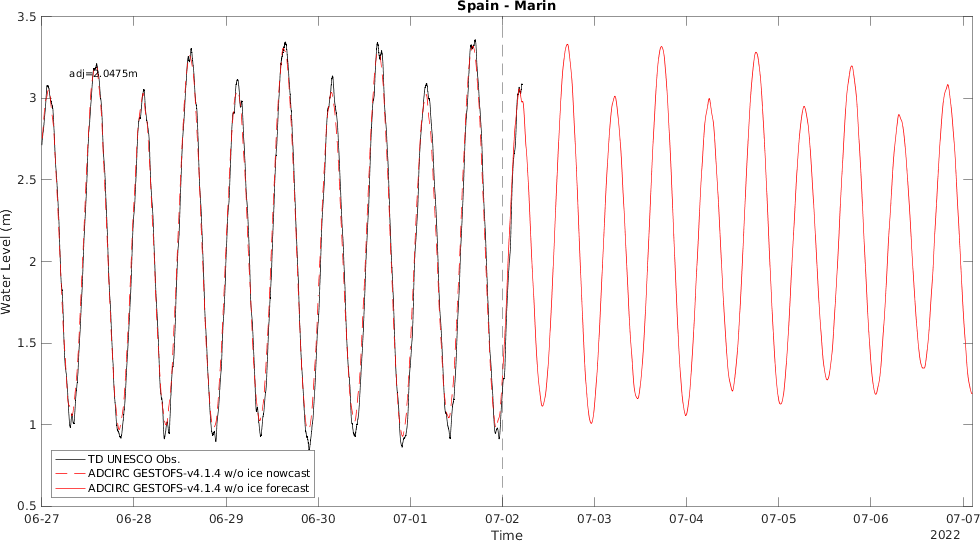 Spain - Marin
3.5
3
2.5
2
1.5
1
0.5
Water Level (m)
adj=2.0475m
TD UNESCO Obs.
ADCIRC GESTOFS-v4.1.4 w/o ice nowcast
ADCIRC GESTOFS-v4.1.4 w/o ice forecast
06-27 06-28 06-29 06-30 07-01 07-02 07-03 07-04 07-05 07-06 07-07
Time
2022